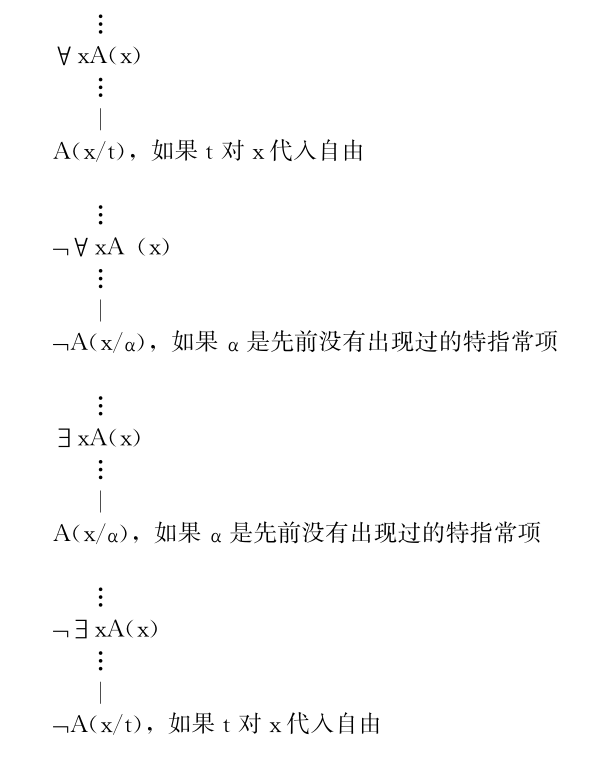 ⋮
∀xA(x)
⋮
|
A(x/t)，如果 t 对 x 代入自由
⋮
¬∀xA (x)
⋮
|
¬A(x/α)，如果 α 是先前没有出现过的特指常项
⋮
∃xA(x)
⋮
|
A(x/α)，如果 α 是先前没有出现过的特指常项
⋮
¬∃xA(x)
⋮
|
¬A(x/t)，如果 t 对 x 代入自由